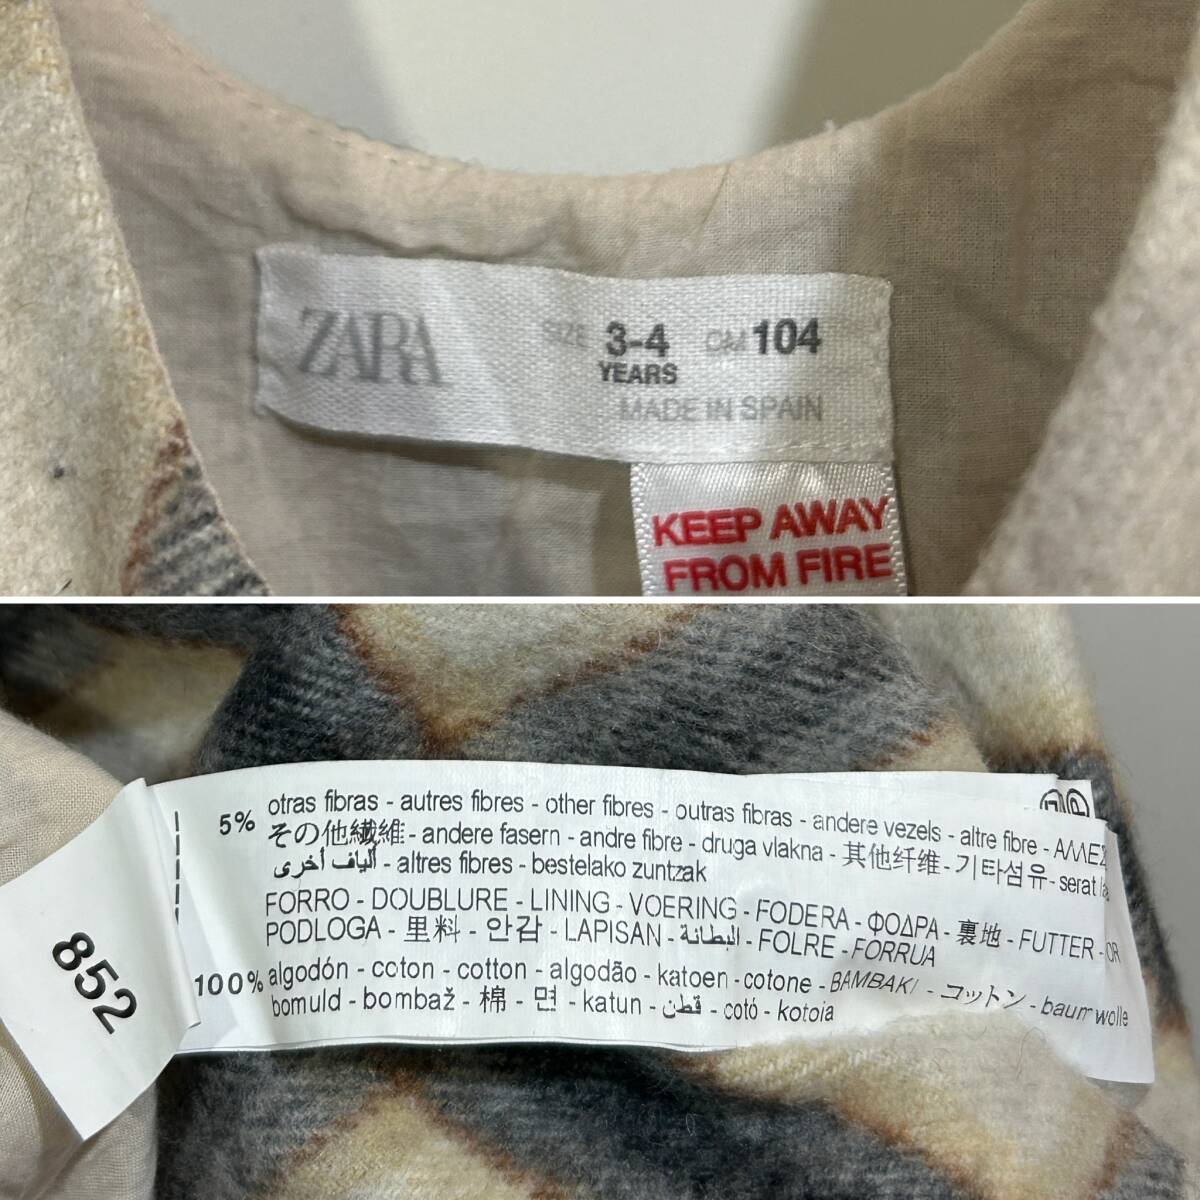 ZARA
SIZE 3-4 CM 104
YEARS
MADE IN SPAIN
KEEP AWAY
FROM FIRE
5% otras fibras - autres fibres - other fibres - outras fibras - andere vezels - altre fibre -
その他繊維 - andere fasern - andre fibre - druga vlakna - 其他纤维 - 기타섬유 - serat
ألياف أخرى - altres fibres - bestelako zuntzak
FORRO - DOUBLURE - LINING - VOERING - FODERA - ΦΟΔΡΑ - 裏地 - FUTTER -
PODLOGA - 里料 - 안감 - LAPISAN - البطانة - FOLRE - FORRUA
100% algodón - coton - cotton - algodão - katoen - cotone - BAMBAKI - コットン - baumwolle
bomuld - bombaž - 棉 - 면 - katun - قطن - cotó - kotoia
852